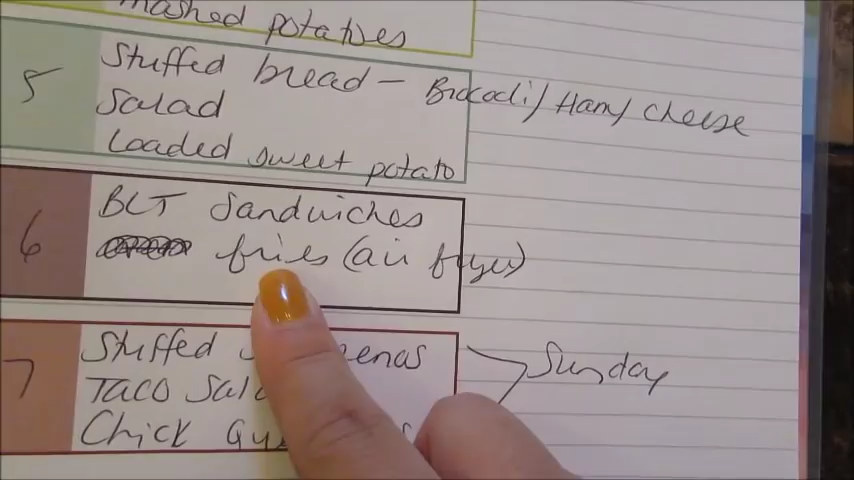 mashed potatoes
5
Stuffed bread - Broccoli/Ham/Cheese
Salad
Loaded sweet potato
6
BLT Sandwiches
fries (air fryer)
7
Stuffed
Sunday
Taco
Chick